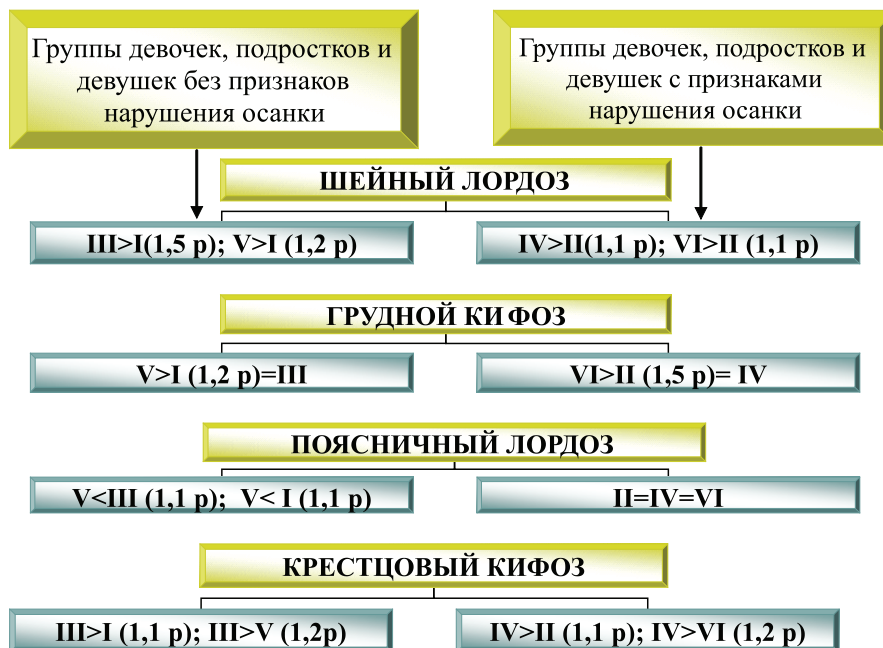 Группы девочек, подростков и
девушек без признаков
нарушения осанки
Группы девочек, подростков и
девушек с признаками
нарушения осанки
ШЕЙНЫЙ ЛОРДОЗ
III>I(1,5 р); V>I (1,2 р)
IV>II(1,1 р); VI>II (1,1 р)
ГРУДНОЙ КИФОЗ
V>I (1,2 р)=III
VI>II (1,5 р)= IV
ПОЯСНИЧНЫЙ ЛОРДОЗ
V<III (1,1 р); V< I (1,1 р)
II=IV=VI
КРЕСТЦОВЫЙ КИФОЗ
III>I (1,1 р); III>V (1,2р)
IV>II (1,1 р); IV>VI (1,2 р)